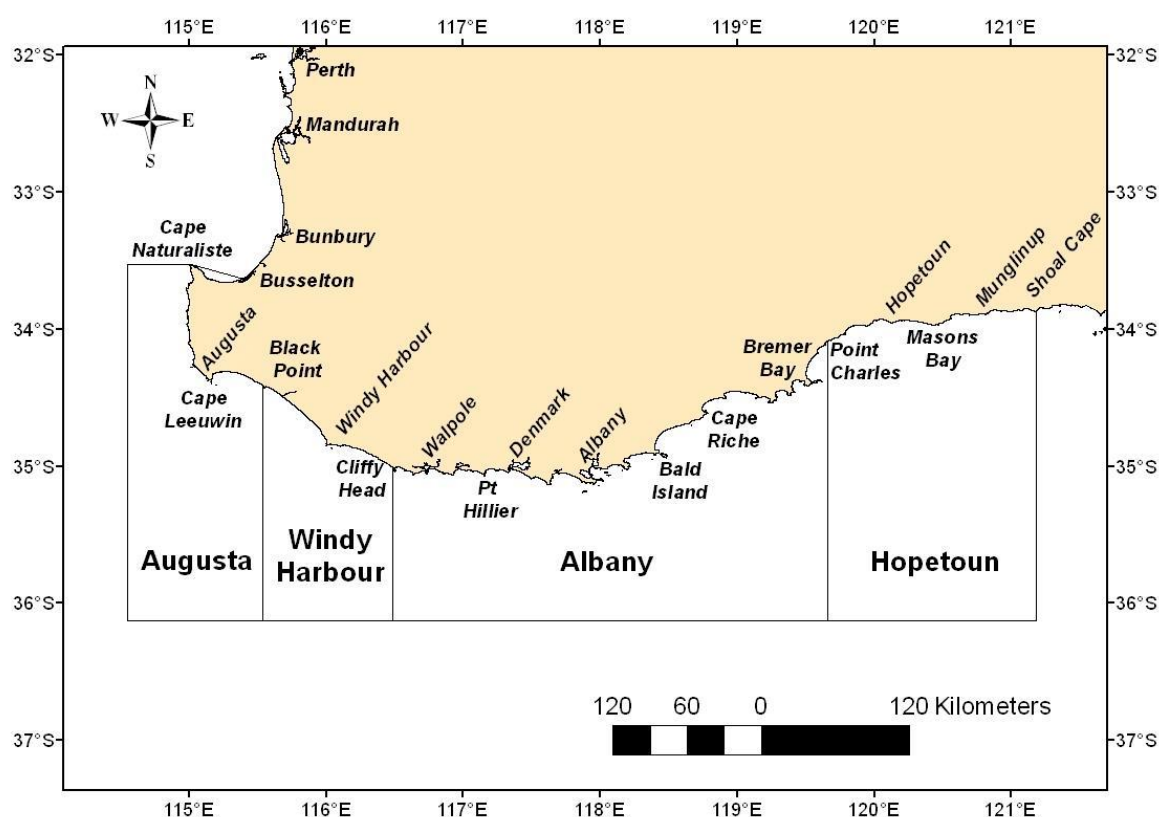 115°E 116°E 117°E 118°E 119°E 120°E 121°E
32°S 32°S
Perth
N
W E
S
Mandurah
33°S 33°S
Cape
Naturaliste
Bunbury
Busselton
Hopetoun
Munglinup
Shoal Cape
34°S 34°S
Augusta
Black
Point
Windy Harbour
Bremer
Bay
Point
Charles
Masons
Bay
Cape
Leeuwin
Walpole
Denmark
Albany
Cape
Riche
35°S 35°S
Cliffy
Head
Pt
Hillier
Bald
Island
Augusta
Windy
Harbour
Albany
Hopetoun
36°S 36°S
120 60 0 120 Kilometers
37°S 37°S
115°E 116°E 117°E 118°E 119°E 120°E 121°E